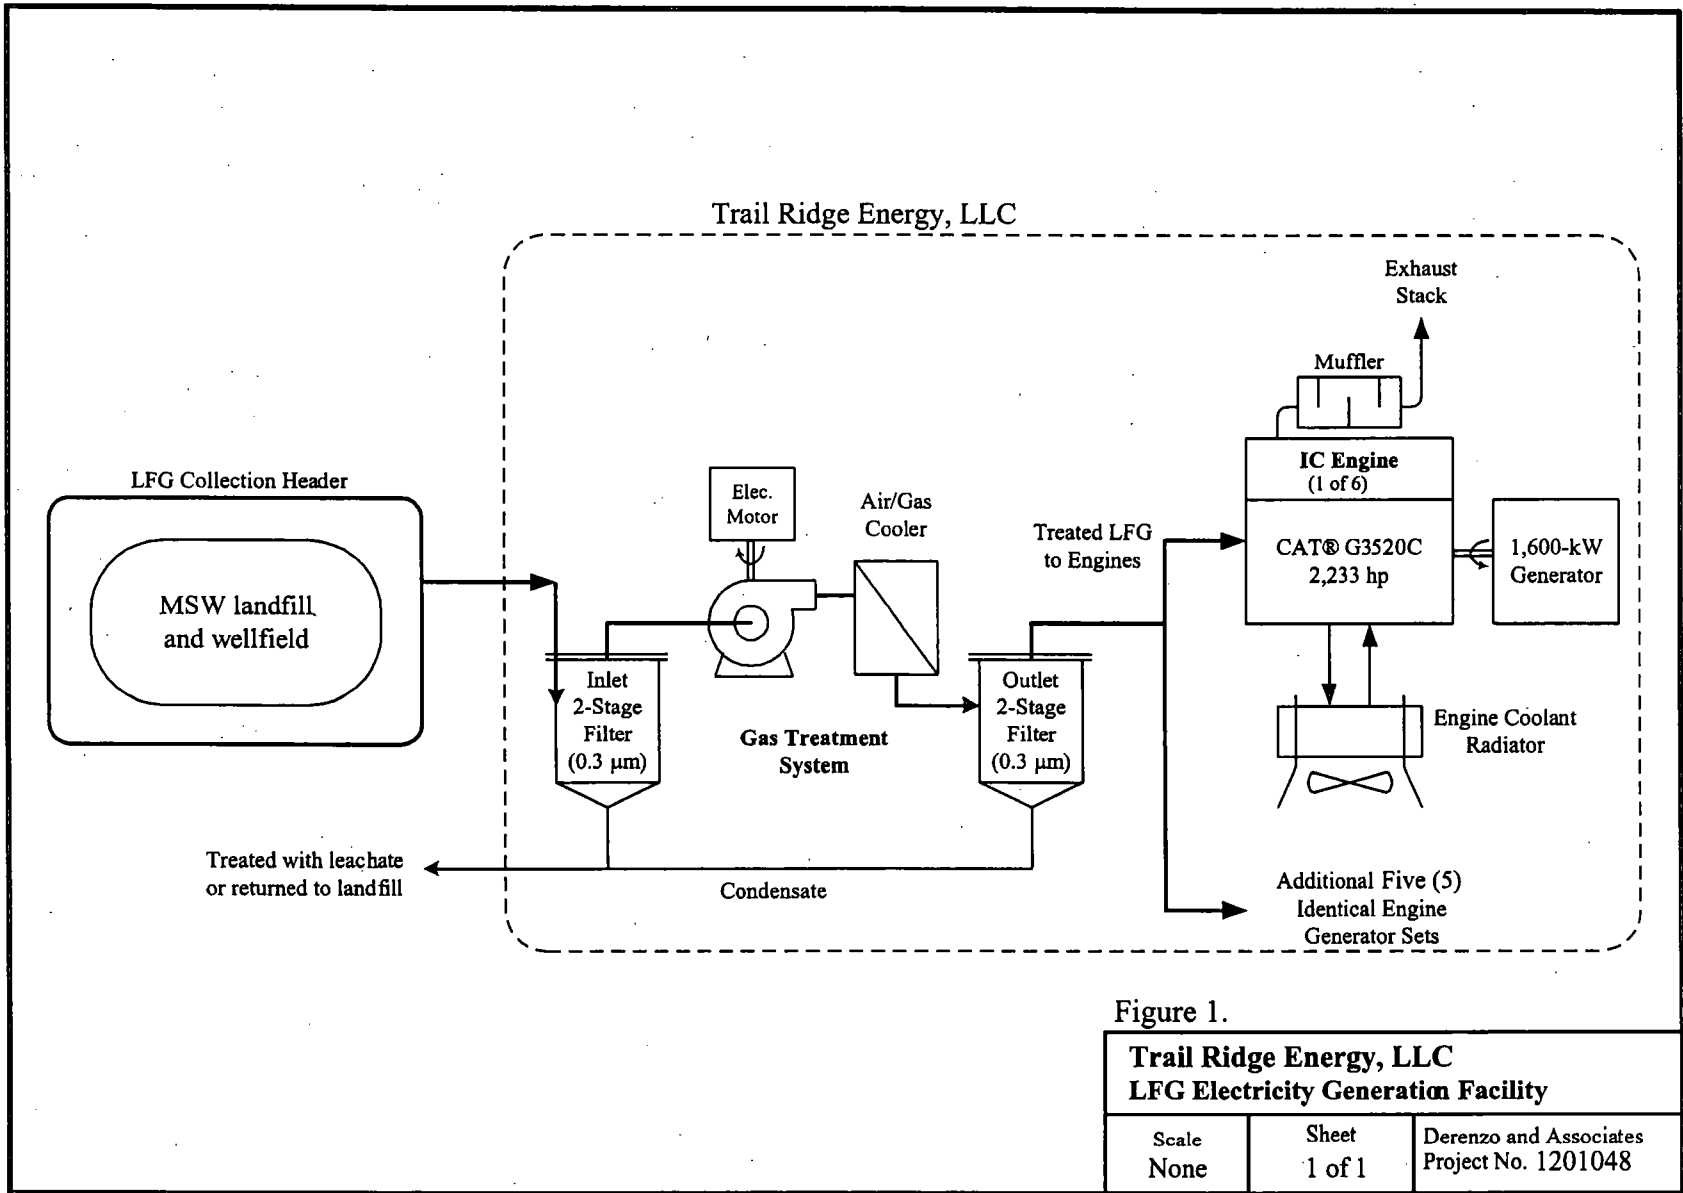 Trail Ridge Energy, LLC
Exhaust
Stack
Muffler
LFG Collection Header
MSW landfill
and wellfield
Elec.
Motor
Air/Gas
Cooler
Treated LFG
to Engines
IC Engine
(1 of 6)
CAT® G3520C
2,233 hp
1,600-kW
Generator
Inlet
2-Stage
Filter
(0.3 µm)
Gas Treatment
System
Outlet
2-Stage
Filter
(0.3 µm)
Engine Coolant
Radiator
Treated with leachate
or returned to landfill
Condensate
Additional Five (5)
Identical Engine
Generator Sets
Figure 1.
Trail Ridge Energy, LLC
LFG Electricity Generation Facility
Scale
None
Sheet
1 of 1
Derenzo and Associates
Project No. 1201048